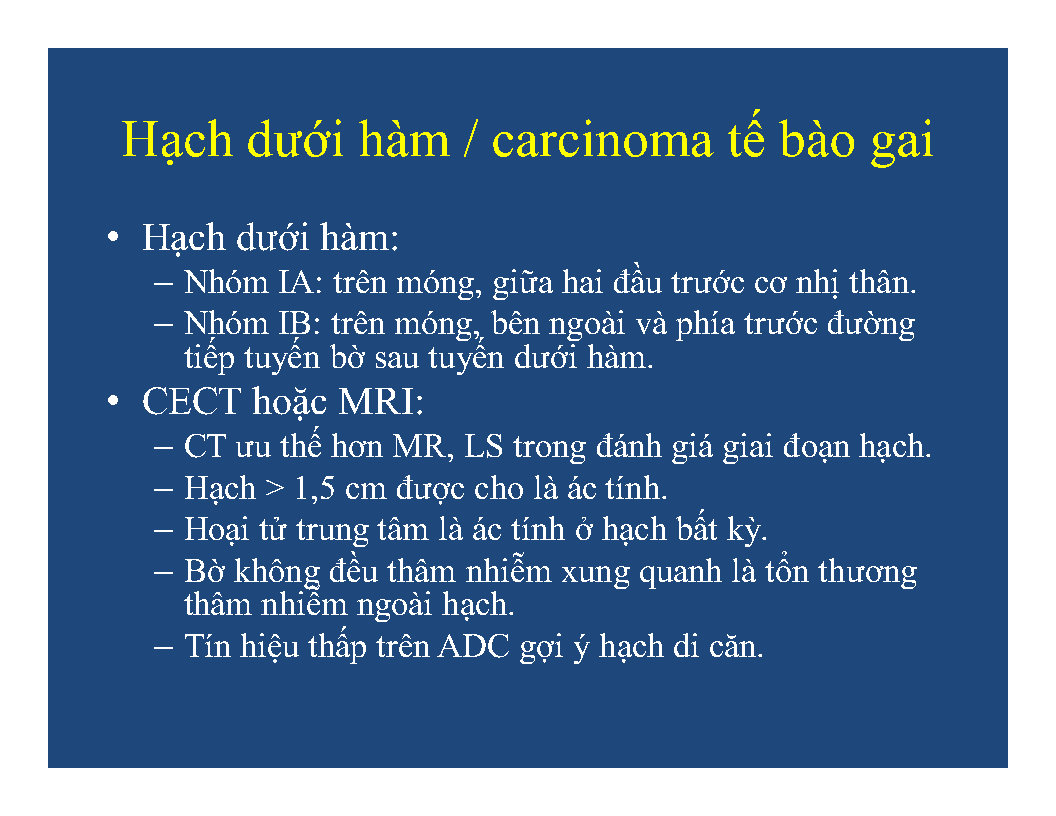 Hạch dưới hàm / carcinoma tế bào gai
• Hạch dưới hàm:
– Nhóm IA: trên móng, giữa hai đầu trước cơ nhị thân.
– Nhóm IB: trên móng, bên ngoài và phía trước đường
tiếp tuyến bờ sau tuyến dưới hàm.
• CECT hoặc MRI:
– CT ưu thế hơn MR, LS trong đánh giá giai đoạn hạch.
– Hạch > 1,5 cm được cho là ác tính.
– Hoại tử trung tâm là ác tính ở hạch bất kỳ.
– Bờ không đều thâm nhiễm xung quanh là tổn thương
thâm nhiễm ngoài hạch.
– Tín hiệu thấp trên ADC gợi ý hạch di căn.